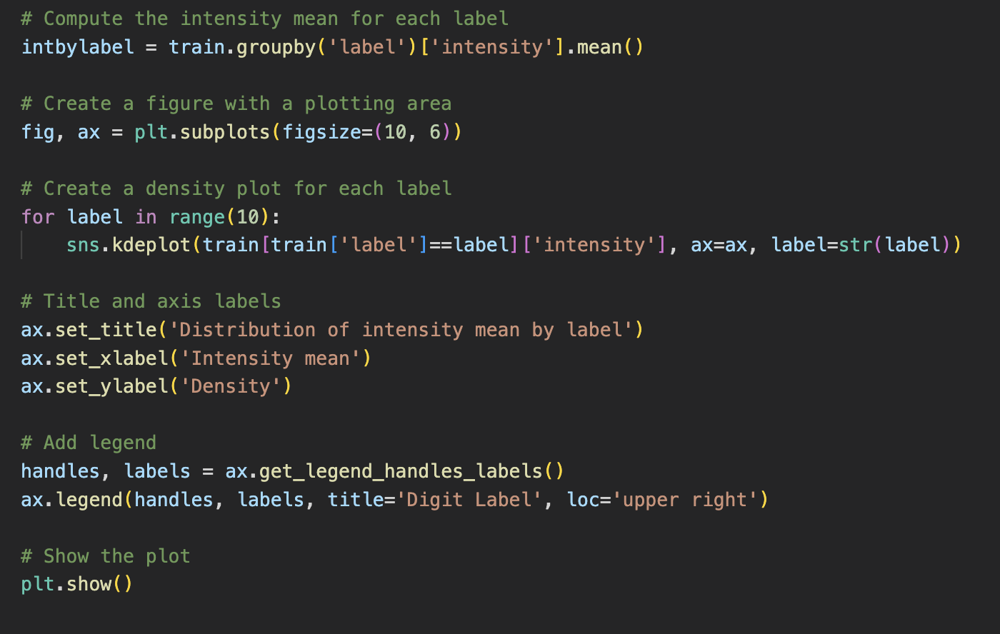 # Compute the intensity mean for each label
intbylabel = train.groupby('label')['intensity'].mean()
# Create a figure with a plotting area
fig, ax = plt.subplots(figsize=(10, 6))
# Create a density plot for each label
for label in range(10):
    sns.kdeplot(train[train['label']==label]['intensity'], ax=ax, label=str(label))
# Title and axis labels
ax.set_title('Distribution of intensity mean by label')
ax.set_xlabel('Intensity mean')
ax.set_ylabel('Density')
# Add legend
handles, labels = ax.get_legend_handles_labels()
ax.legend(handles, labels, title='Digit Label', loc='upper right')
# Show the plot
plt.show()